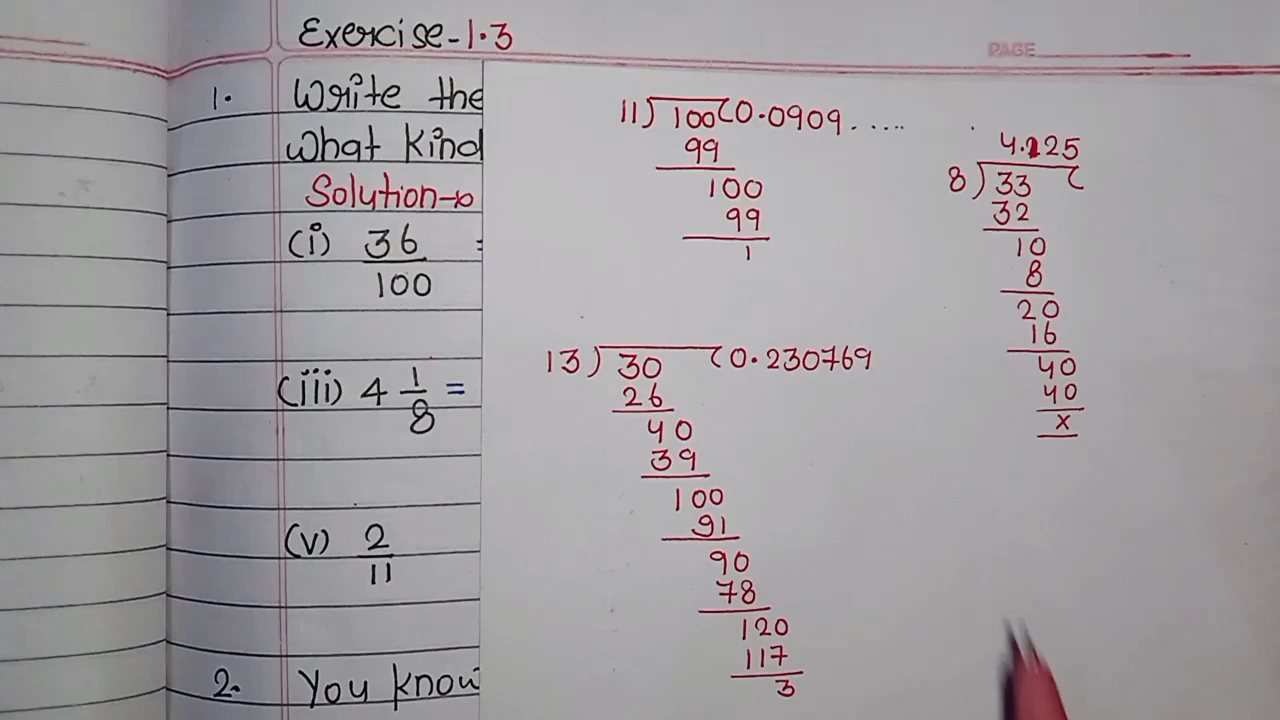 Exercise-1.3
PAGE
1. Write the
What kind
Solution→
(i) 36/100 =
(iii) 4 1/8 =
(v) 2/11
2. You know
11) 100 (0.0909.....
99
100
99
1
4.125
8) 33 (
32
10
8
20
16
40
40
x
13) 30 (0.230769
26
40
39
100
91
90
78
120
117
3